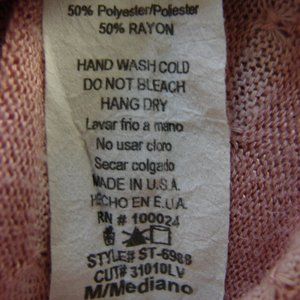 50% Polyester/Poliester
50% RAYON
HAND WASH COLD
DO NOT BLEACH
HANG DRY
Lavar frio a mano
No usar cloro
Secar colgado
MADE IN U.S.A.
HECHO EN E.U.A.
RN # 100024
STYLE# ST-6968
CUT# 31010LV
M/Mediano